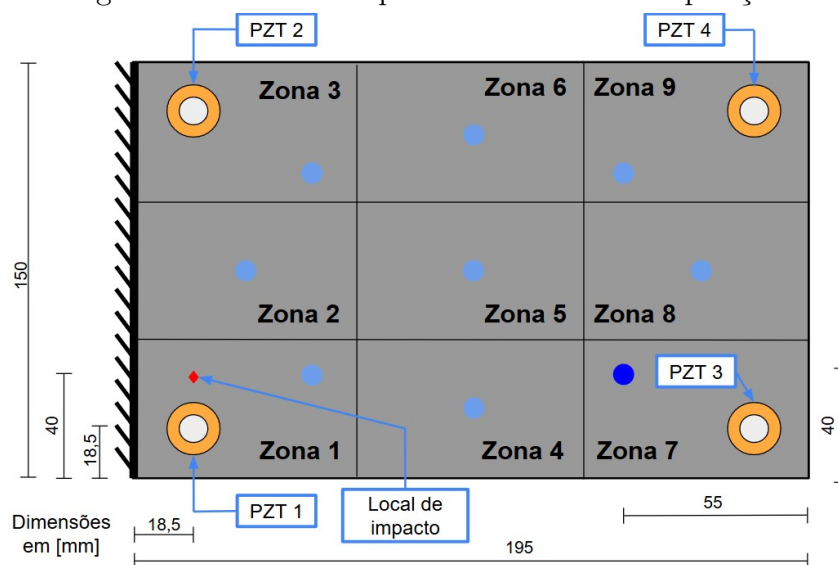 PZT 2
PZT 4
Zona 3
Zona 6
Zona 9
150
Zona 2
Zona 5
Zona 8
40
18,5
PZT 3
40
Zona 1
Zona 4
Zona 7
PZT 1
Local de
impacto
Dimensões
em [mm]
18,5
55
195